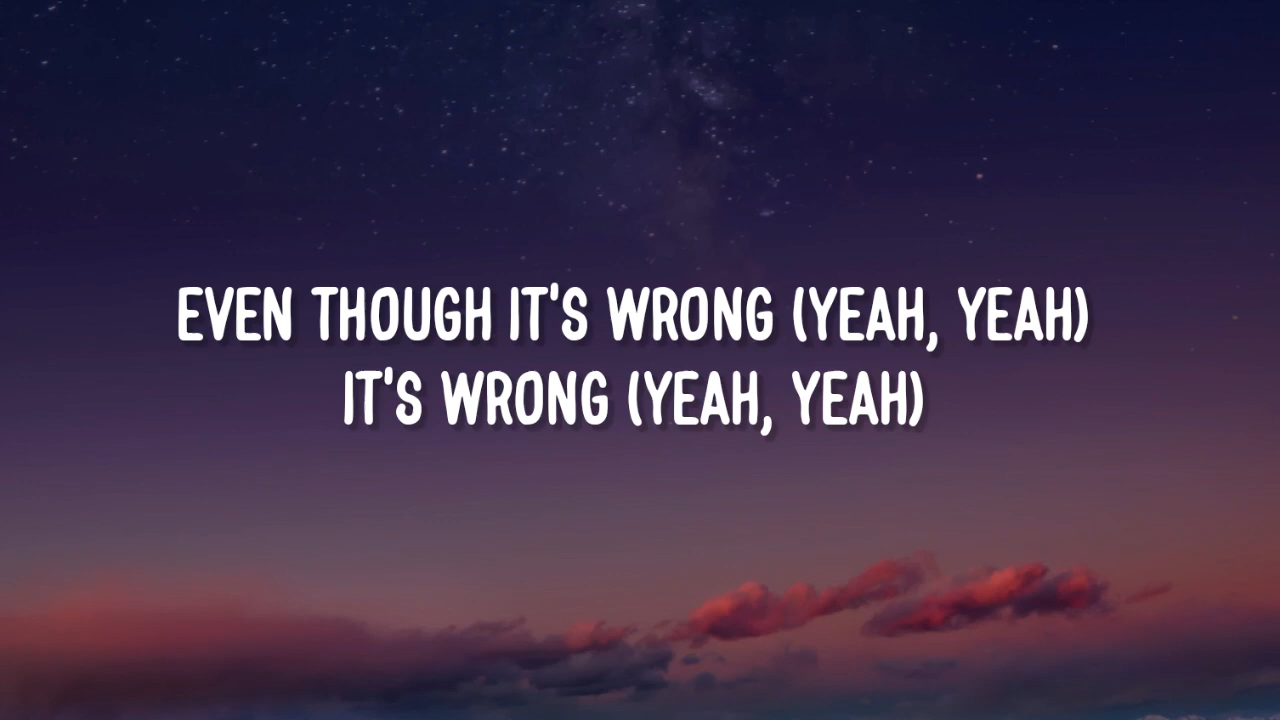 EVEN THOUGH IT'S WRONG (YEAH, YEAH)
IT'S WRONG (YEAH, YEAH)